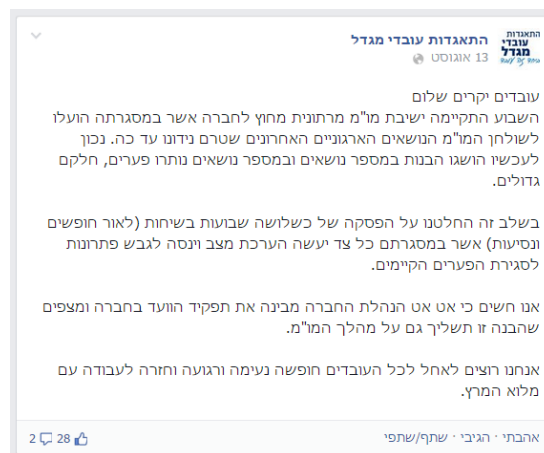 התאגדות עובדי מגדל
13 אוגוסט
התאגדות
עובדי
מגדל
עובדים יקרים שלום
השבוע התקיימה ישיבת מו"מ מרתונית מחוץ לחברה אשר במסגרתה הועלו
לשולחן המו"מ הנושאים הארגוניים האחרונים שטרם נידונו עד כה. נכון
לעכשיו הושגו הבנות במספר נושאים ובמספר נושאים נותרו פערים, חלקם
גדולים.
בשלב זה החלטנו על הפסקה של כשלושה שבועות בשיחות (לאור חופשים
ונסיעות) אשר במסגרתם כל צד יעשה הערכת מצב וינסה לגבש פתרונות
לסגירת הפערים הקיימים.
אנו חשים כי אט אט הנהלת החברה מבינה את תפקיד הוועד בחברה ומצפים
שהבנה זו תשליך גם על מהלך המו"מ.
אנחנו רוצים לאחל לכל העובדים חופשה נעימה ורגועה וחזרה לעבודה עם
מלוא המרץ.
אהבתי · הגיבי · שתף/שתפי
28 2